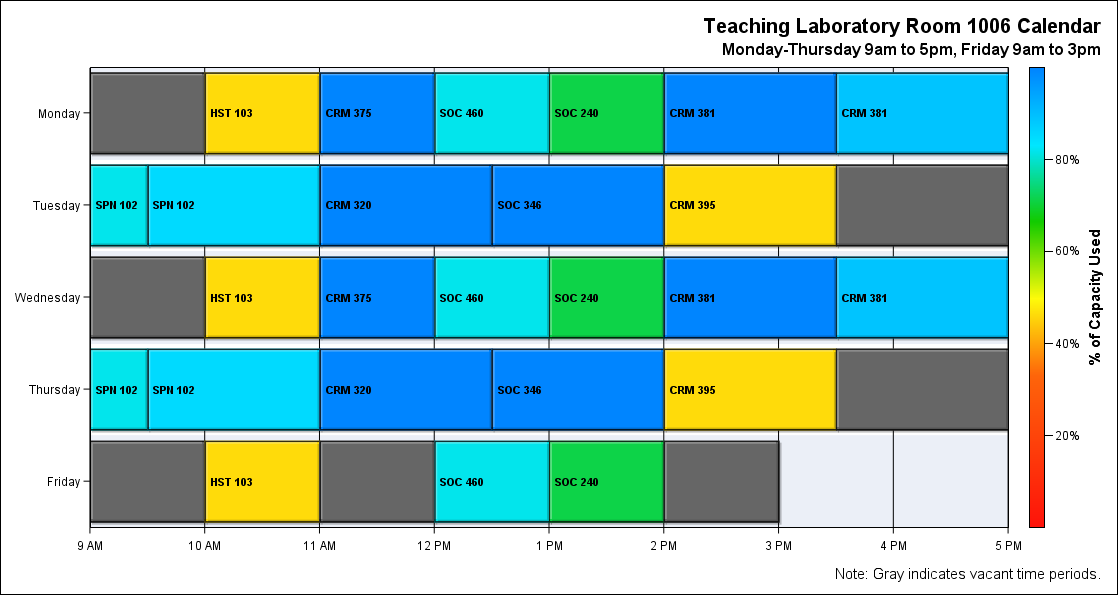 Teaching Laboratory Room 1006 Calendar
Monday-Thursday 9am to 5pm, Friday 9am to 3pm
Monday HST 103 CRM 375 SOC 460 SOC 240 CRM 381 CRM 381
Tuesday SPN 102 SPN 102 CRM 320 SOC 346 CRM 395
Wednesday HST 103 CRM 375 SOC 460 SOC 240 CRM 381 CRM 381
Thursday SPN 102 SPN 102 CRM 320 SOC 346 CRM 395
Friday HST 103 SOC 460 SOC 240
9 AM 10 AM 11 AM 12 PM 1 PM 2 PM 3 PM 4 PM 5 PM
80%
60%
40%
20%
% of Capacity Used
Note: Gray indicates vacant time periods.